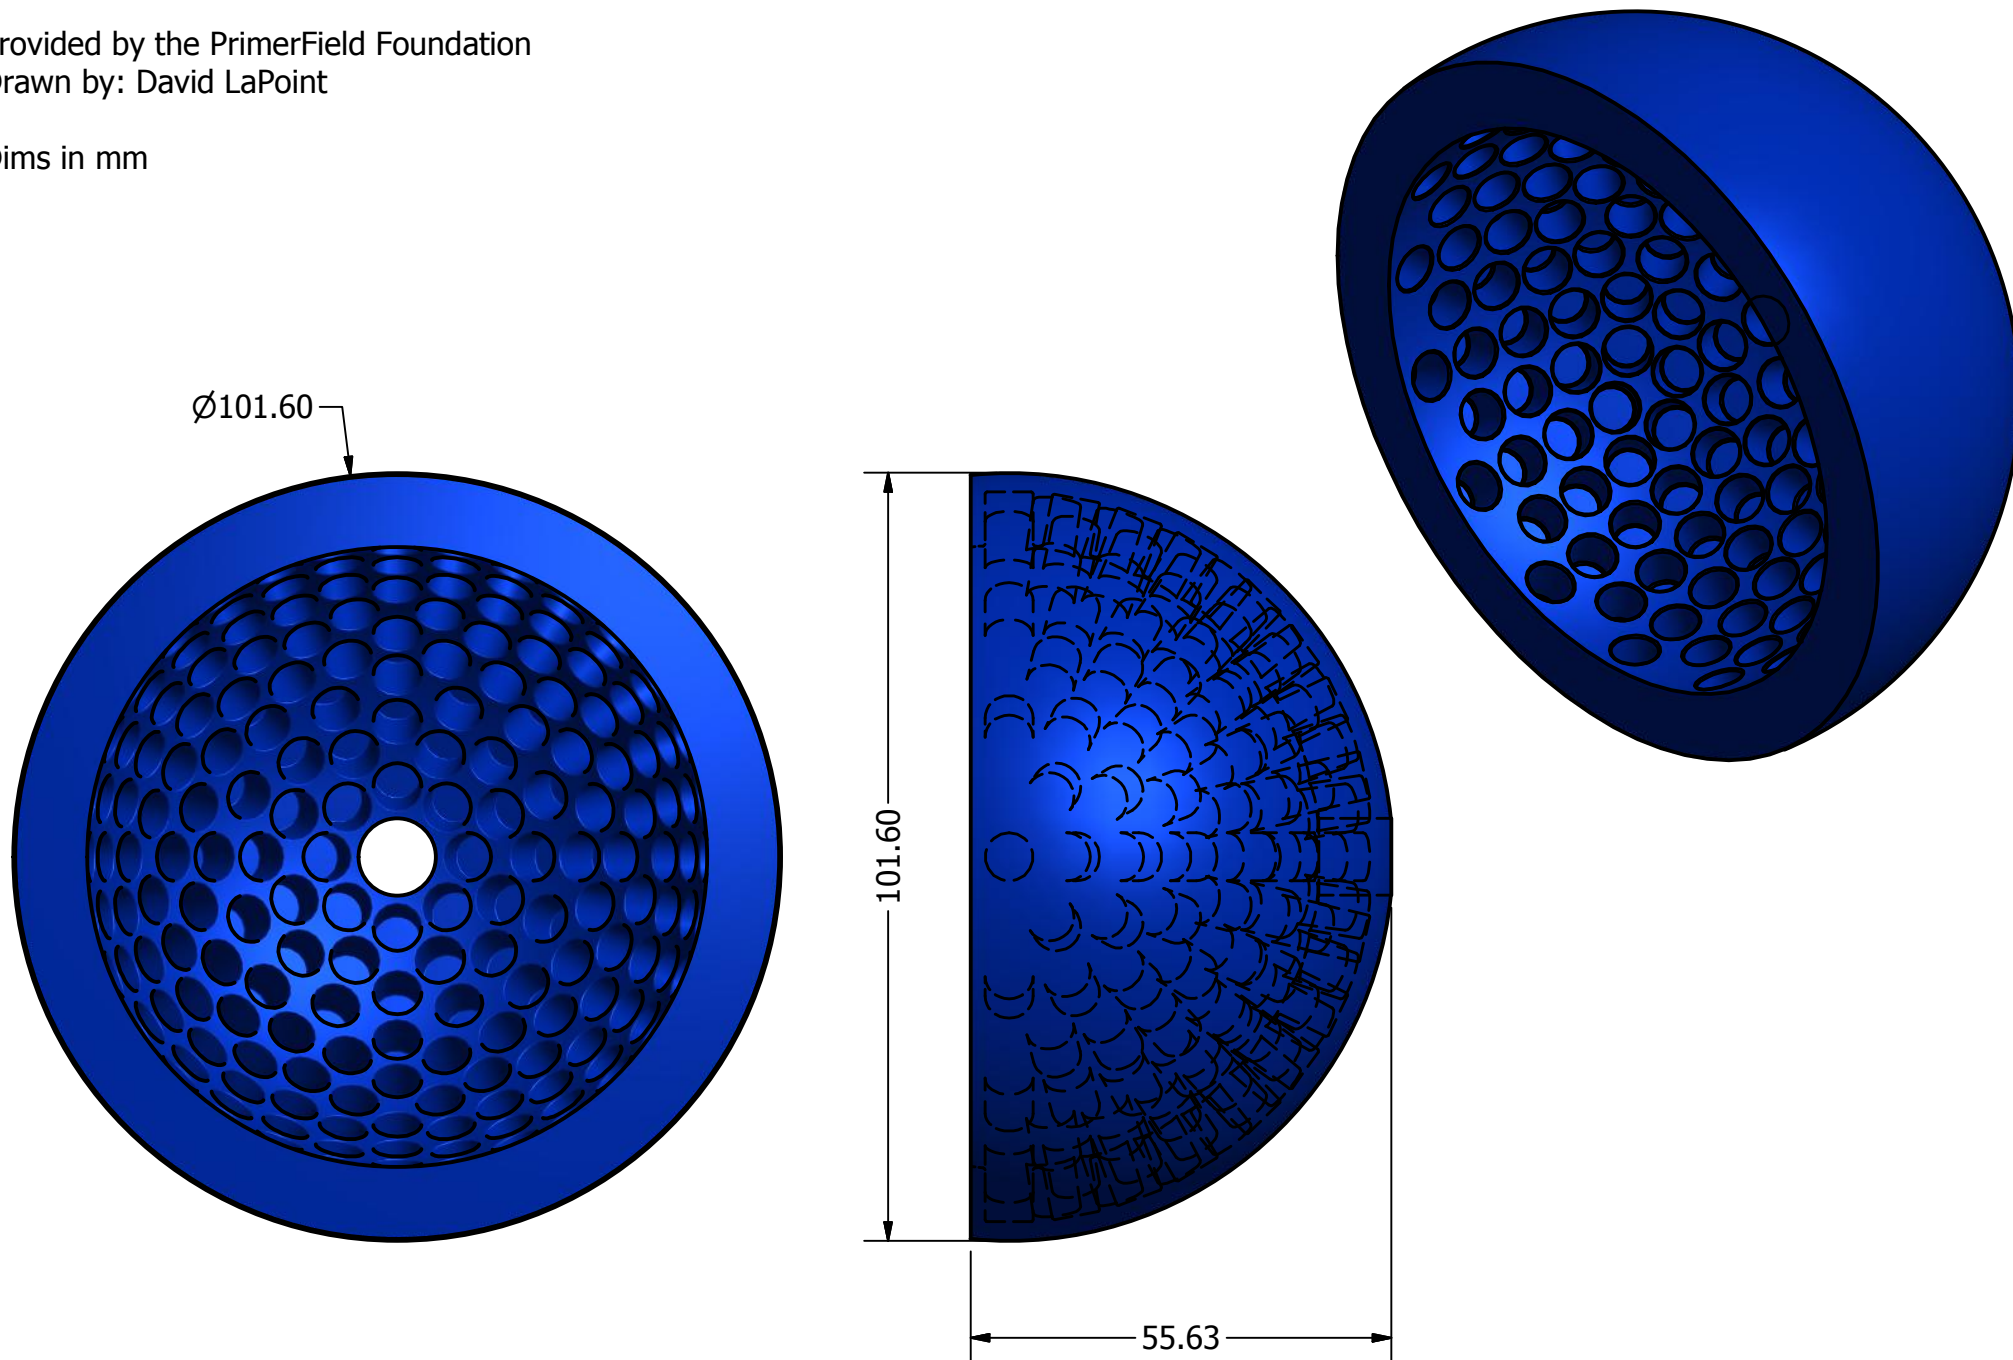 rovided by the PrimerField Foundation
rawn by: David LaPoint
ims in mm
Ø101.60
101.60
55.63